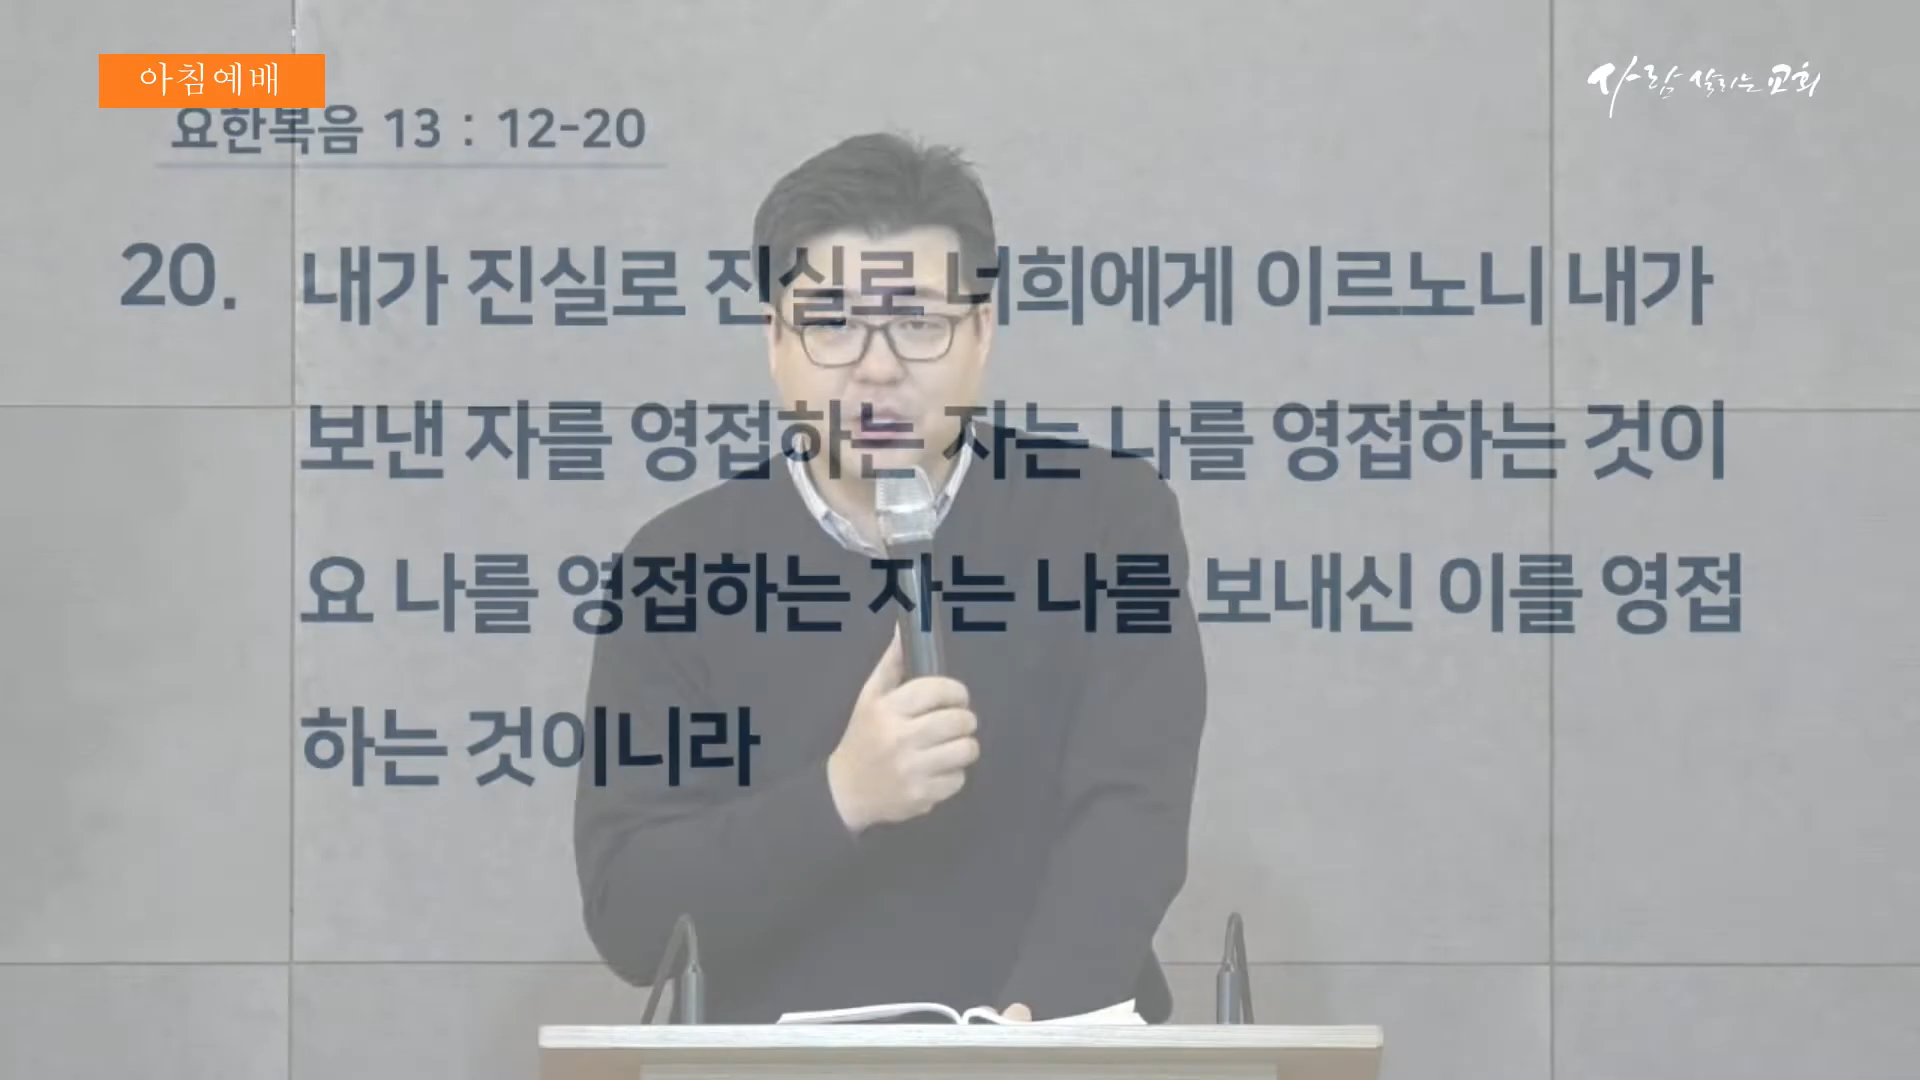 아침예배
사람 살리는 교회
요한복음 13 : 12-20
20. 내가 진실로 진실로 너희에게 이르노니 내가
보낸 자를 영접하는 자는 나를 영접하는 것이
요 나를 영접하는 자는 나를 보내신 이를 영접
하는 것이니라